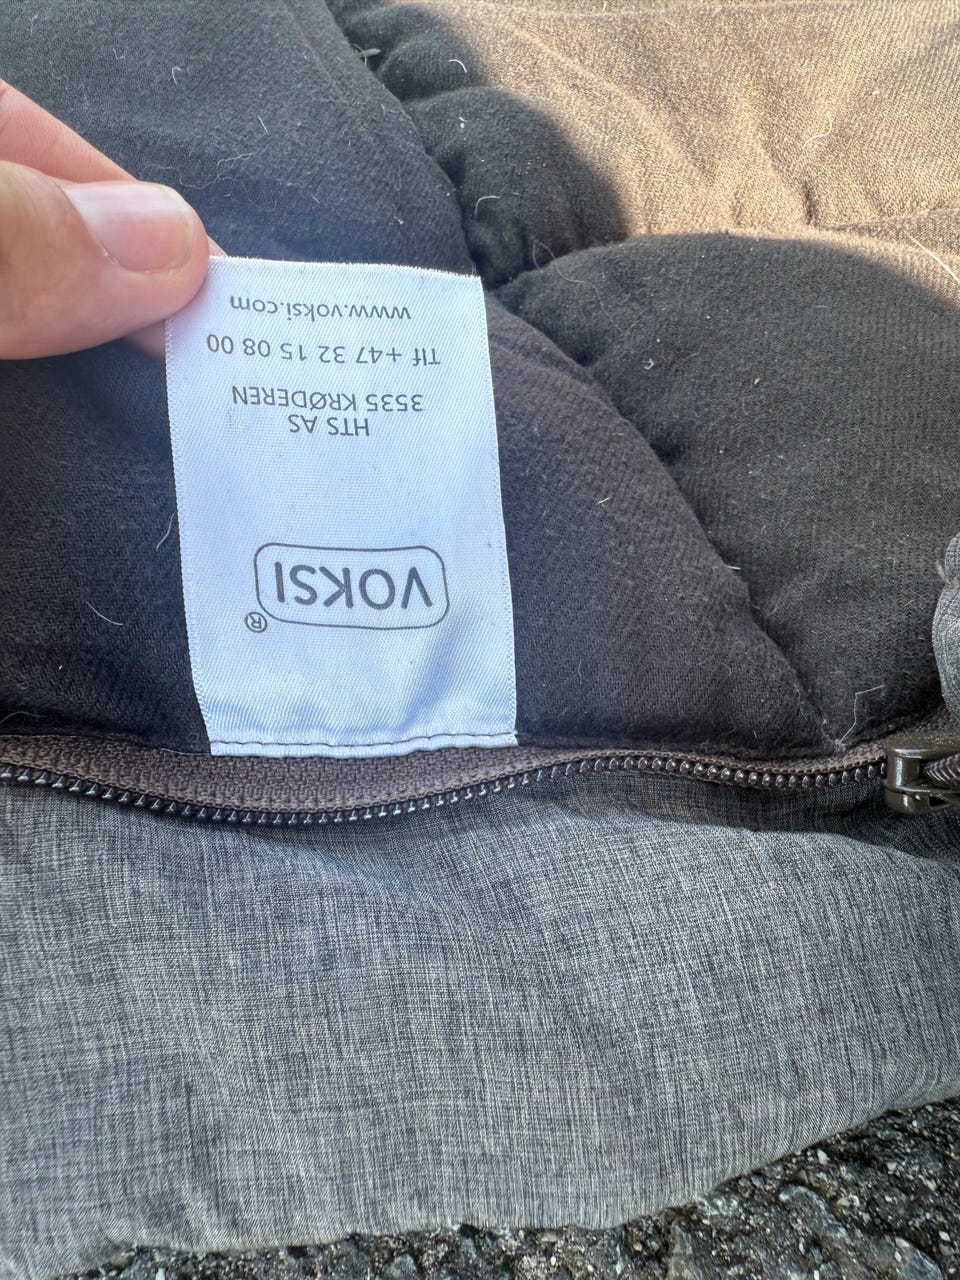 VOKSI®
HTS AS
3535 KRØDEREN
Tlf +47 32 15 08 00
www.voksi.com